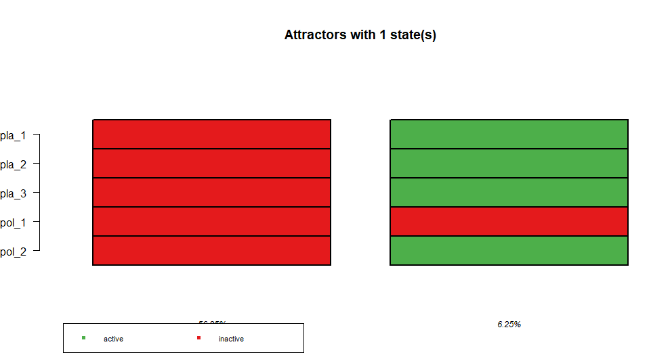 Attractors with 1 state(s)
pla_1
pla_2
pla_3
pol_1
pol_2
6.25%
active inactive